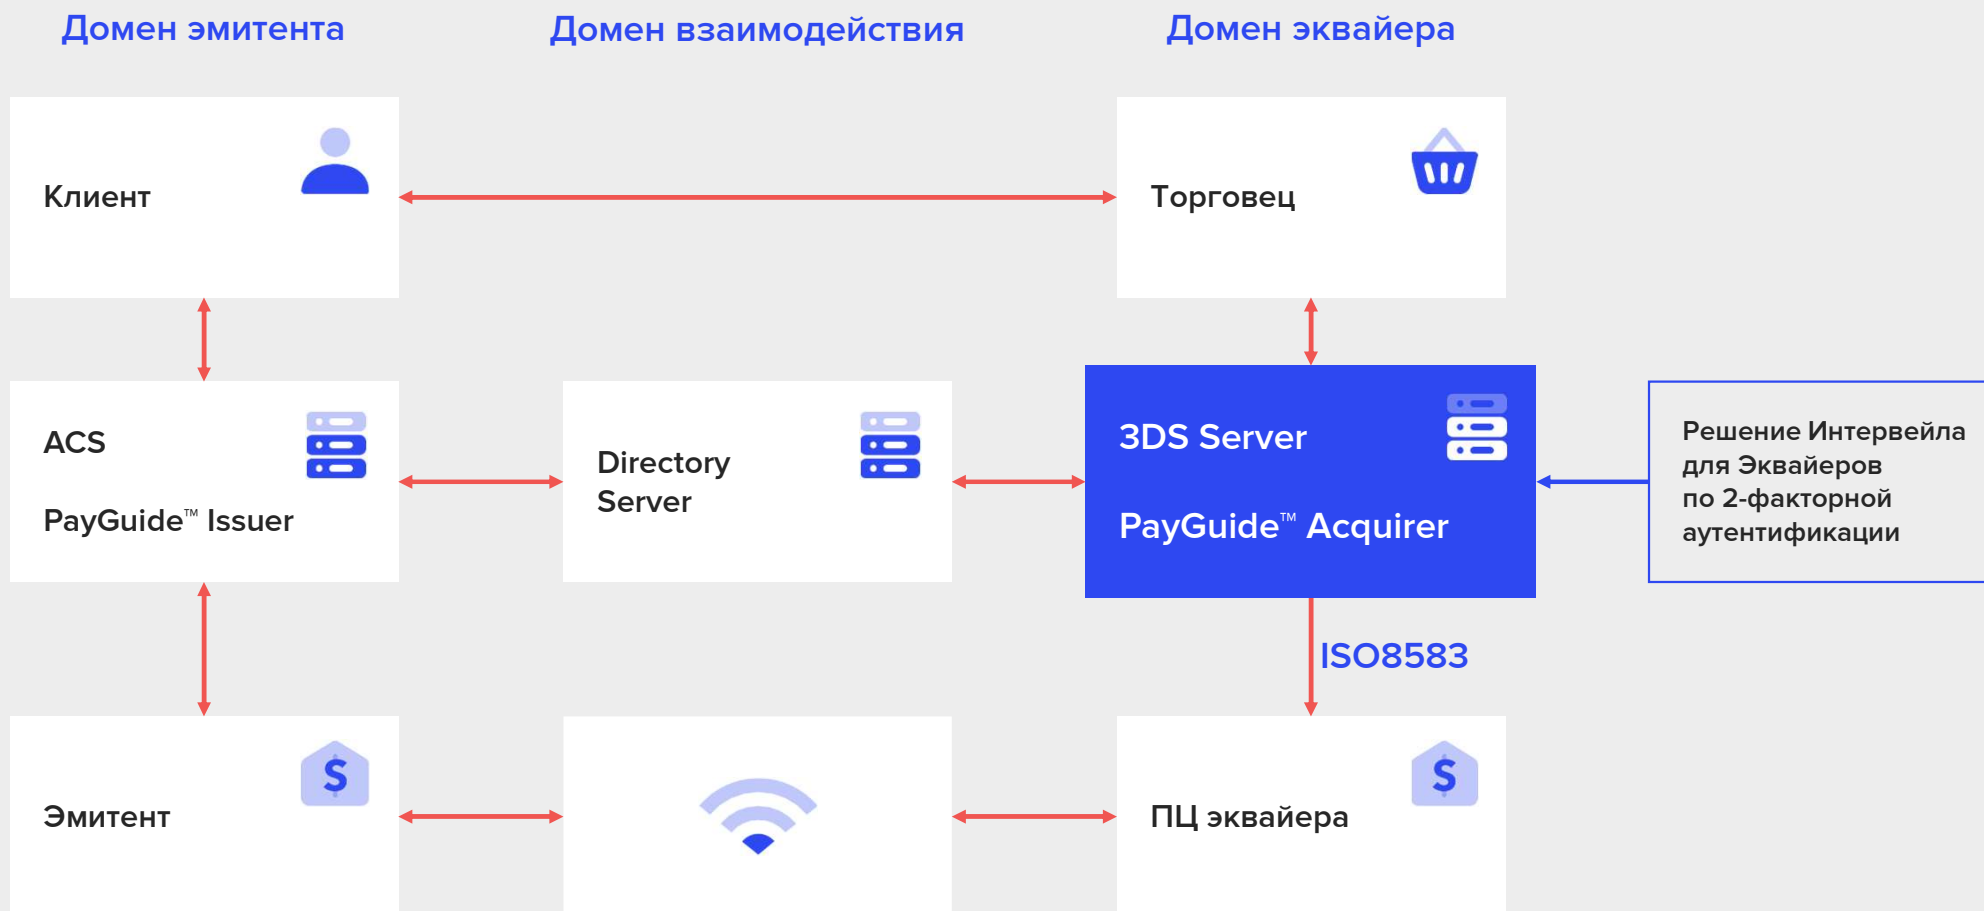 Домен эмитента
Домен взаимодействия
Домен эквайера
Клиент
Торговец
ACS
PayGuide™ Issuer
Directory
Server
3DS Server
PayGuide™ Acquirer
Решение Интервейла
для Эквайеров
по 2-факторной
аутентификации
ISO8583
Эмитент
ПЦ эквайера